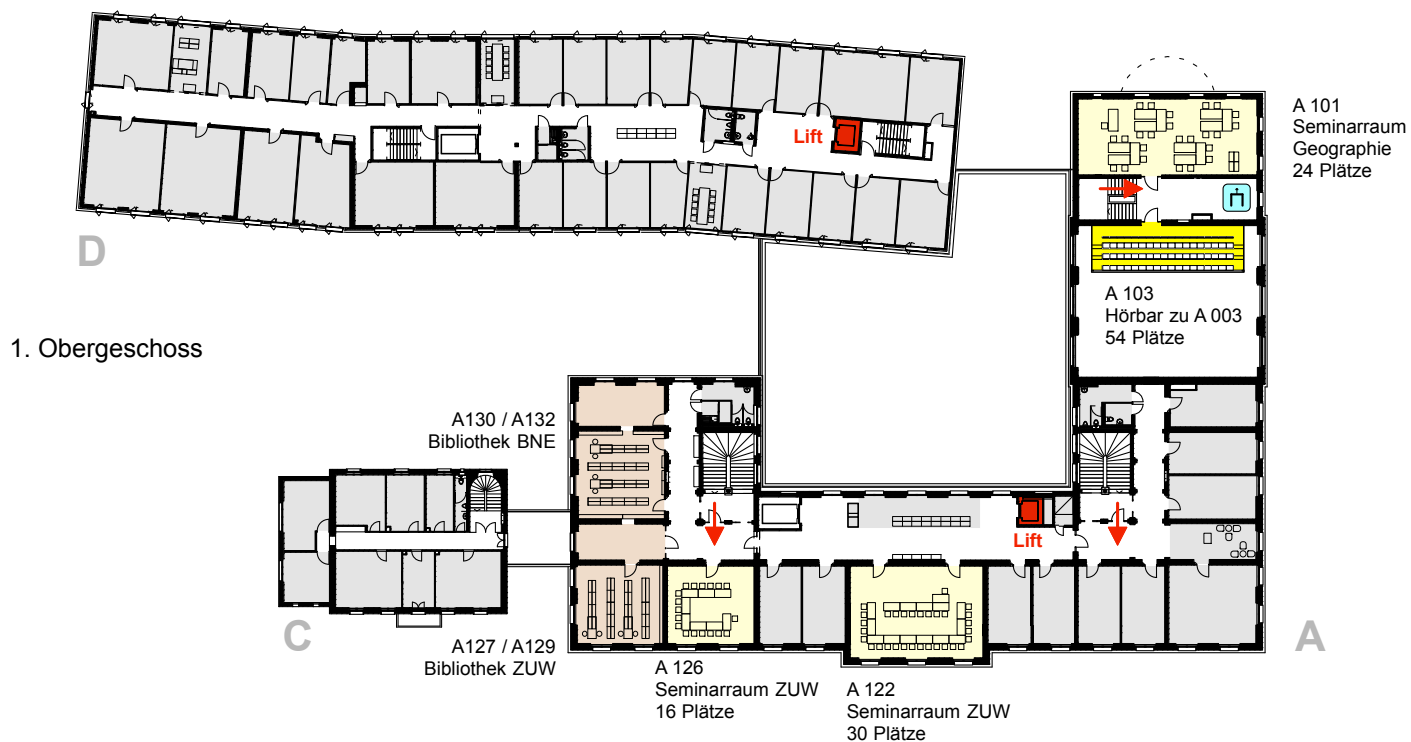 Lift
A 101
Seminarraum
Geographie
24 Plätze
D
A 103
Hörbar zu A 003
54 Plätze
1. Obergeschoss
A130 / A132
Bibliothek BNE
Lift
C
A
A127 / A129
Bibliothek ZUW
A 126
Seminarraum ZUW
16 Plätze
A 122
Seminarraum ZUW
30 Plätze